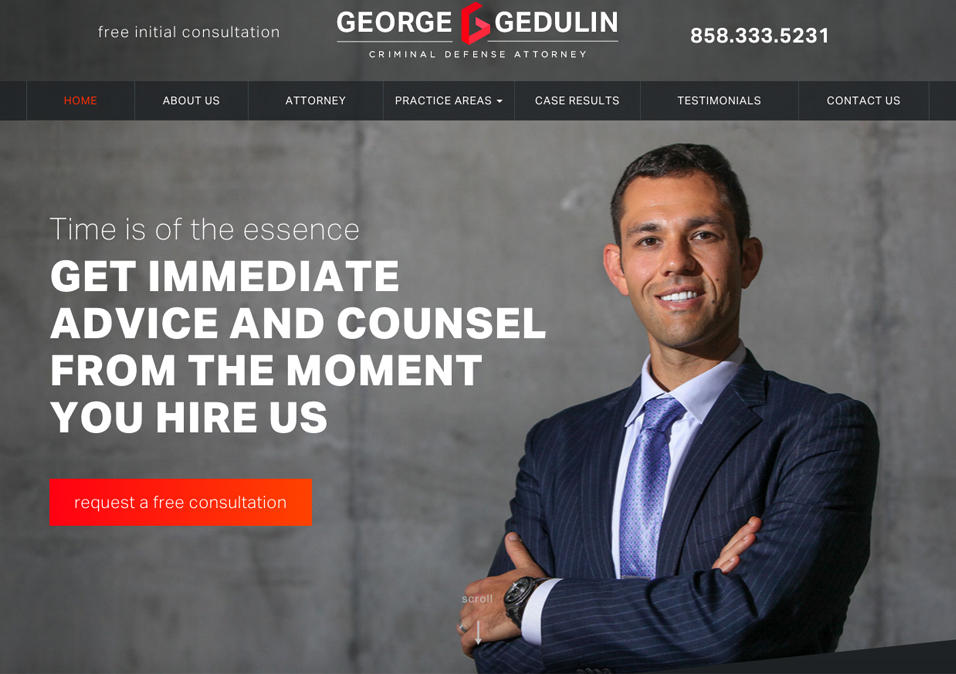 free initial consultation
GEORGE GEDULIN
CRIMINAL DEFENSE ATTORNEY
858.333.5231
HOME ABOUT US ATTORNEY PRACTICE AREAS CASE RESULTS TESTIMONIALS CONTACT US
Time is of the essence
GET IMMEDIATE
ADVICE AND COUNSEL
FROM THE MOMENT
YOU HIRE US
request a free consultation
scroll